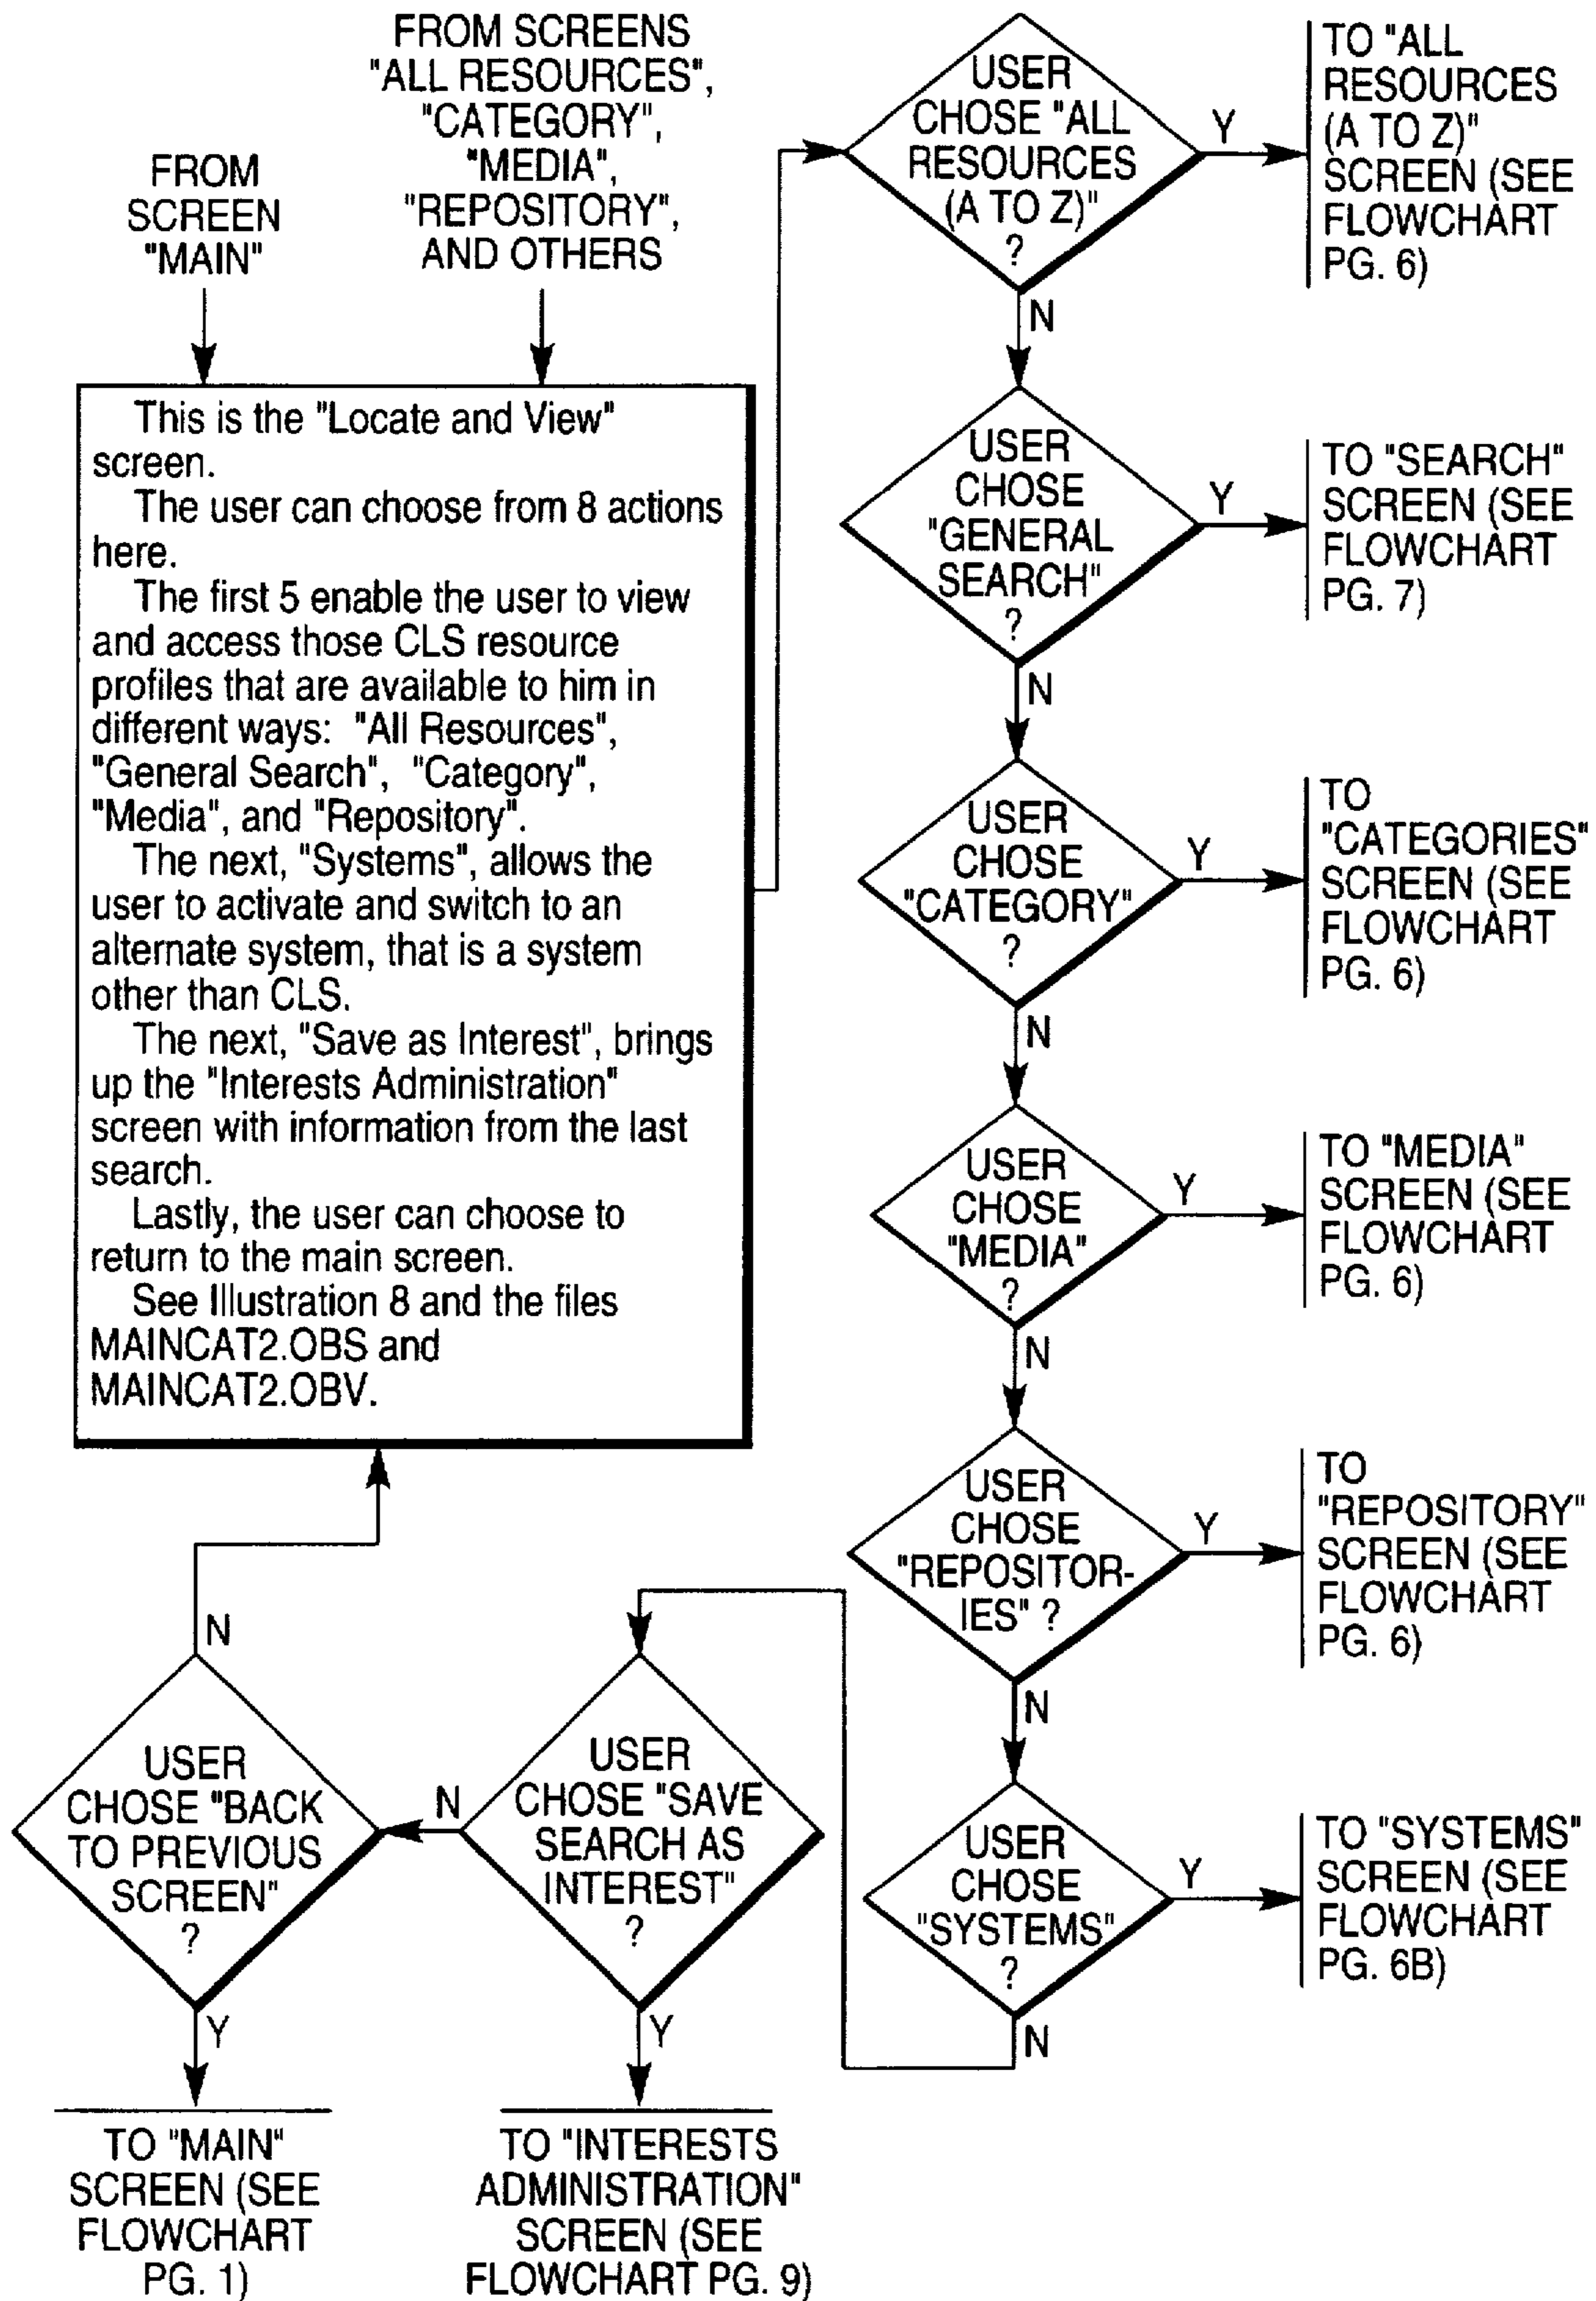 FROM
SCREEN
"MAIN"
FROM SCREENS
"ALL RESOURCES",
"CATEGORY",
"MEDIA",
"REPOSITORY",
AND OTHERS
This is the "Locate and View"
screen.
The user can choose from 8 actions
here.
The first 5 enable the user to view
and access those CLS resource
profiles that are available to him in
different ways: "All Resources",
"General Search", "Category",
"Media", and "Repository".
The next, "Systems", allows the
user to activate and switch to an
alternate system, that is a system
other than CLS.
The next, "Save as Interest", brings
up the "Interests Administration"
screen with information from the last
search.
Lastly, the user can choose to
return to the main screen.
See Illustration 8 and the files
MAINCAT2.OBS and
MAINCAT2.OBV.
USER
CHOSE "ALL
RESOURCES
(A TO Z)"
?
Y
TO "ALL
RESOURCES
(A TO Z)"
SCREEN (SEE
FLOWCHART
PG. 6)
N
USER
CHOSE
"GENERAL
SEARCH"
?
Y
TO "SEARCH"
SCREEN (SEE
FLOWCHART
PG. 7)
N
USER
CHOSE
"CATEGORY"
?
Y
TO
"CATEGORIES"
SCREEN (SEE
FLOWCHART
PG. 6)
N
USER
CHOSE
"MEDIA"
?
Y
TO "MEDIA"
SCREEN (SEE
FLOWCHART
PG. 6)
N
USER
CHOSE
"REPOSITOR-
IES" ?
Y
TO
"REPOSITORY"
SCREEN (SEE
FLOWCHART
PG. 6)
N
USER
CHOSE
"SYSTEMS"
?
Y
TO "SYSTEMS"
SCREEN (SEE
FLOWCHART
PG. 6B)
N
USER
CHOSE "SAVE
SEARCH AS
INTEREST"
?
Y
TO "INTERESTS
ADMINISTRATION"
SCREEN (SEE
FLOWCHART PG. 9)
N
USER
CHOSE "BACK
TO PREVIOUS
SCREEN"
?
N
Y
TO "MAIN"
SCREEN (SEE
FLOWCHART
PG. 1)